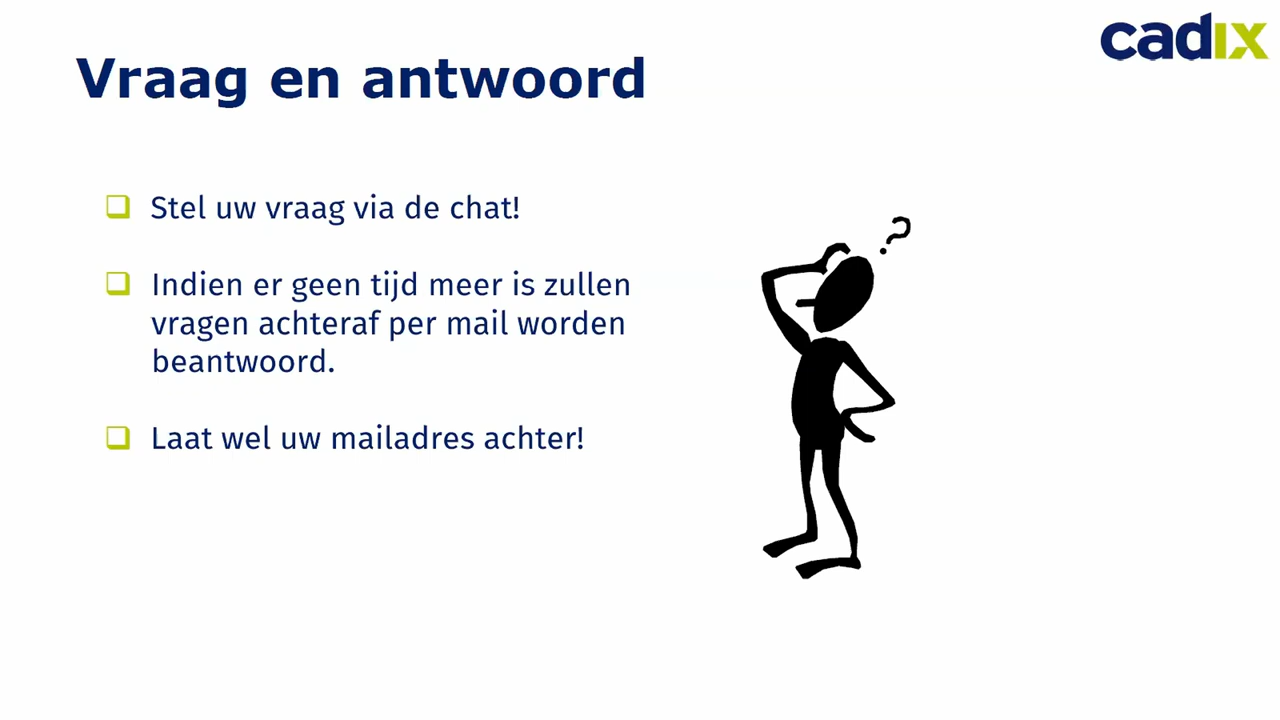 cadix
Vraag en antwoord
Stel uw vraag via de chat!
Indien er geen tijd meer is zullen
vragen achteraf per mail worden
beantwoord.
Laat wel uw mailadres achter!
?